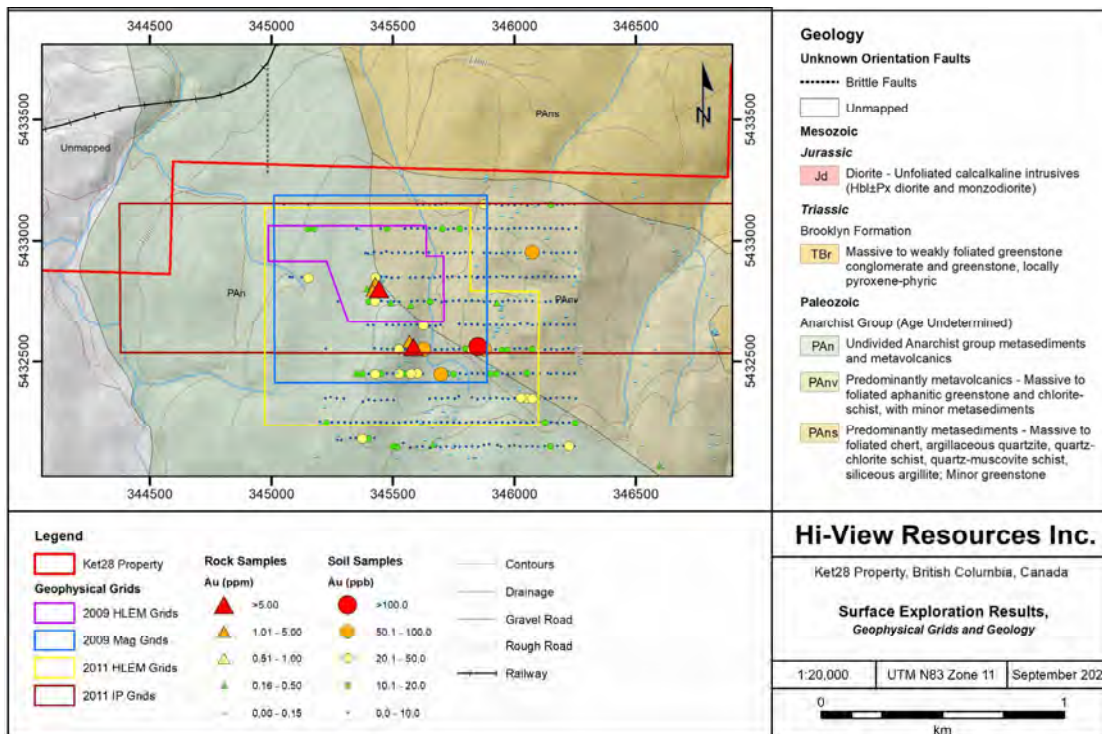 344500 345000 345500 346000 346500
5433500
5433000
5432500
5433500
5433000
5432500
Unmapped
PAns
PAn
PAnv
N
344500 345000 345500 346000 346500
Geology
Unknown Orientation Faults
Brittle Faults
Unmapped
Mesozoic
Jurassic
Jd Diorite - Unfoliated calcalkaline intrusives
(Hbl±Px diorite and monzodiorite)
Triassic
Brooklyn Formation
TBr Massive to weakly foliated greenstone
conglomerate and greenstone, locally
pyroxene-phyric
Paleozoic
Anarchist Group (Age Undetermined)
PAn Undivided Anarchist group metasediments
and metavolcanics
PAnv Predominantly metavolcanics - Massive to
foliated aphanitic greenstone and chlorite-
schist, with minor metasediments
PAns Predominantly metasediments - Massive to
foliated chert, argillaceous quartzite, quartz-
chlorite schist, quartz-muscovite schist,
siliceous argillite; Minor greenstone
Legend
Ket28 Property
Geophysical Grids
2009 HLEM Grids
2009 Mag Grids
2011 HLEM Grids
2011 IP Grids
Rock Samples
Au (ppm)
>5.00
1.01 - 5.00
0.51 - 1.00
0.16 - 0.50
0.00 - 0.15
Soil Samples
Au (ppb)
>100.0
50.1 - 100.0
20.1 - 50.0
10.1 - 20.0
0.0 - 10.0
Contours
Drainage
Gravel Road
Rough Road
Railway
Hi-View Resources Inc.
Ket28 Property, British Columbia, Canada
Surface Exploration Results,
Geophysical Grids and Geology
1:20,000 UTM N83 Zone 11 September 202
0 1
km